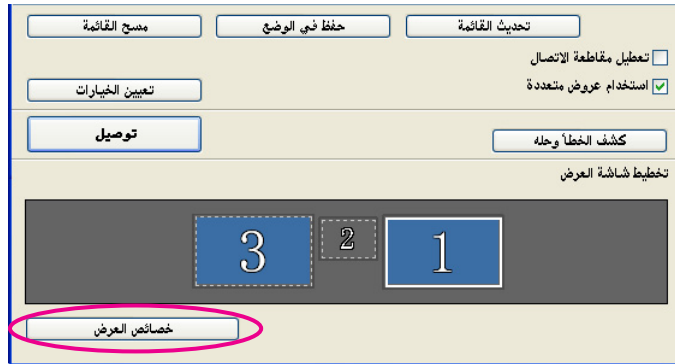 تحديث القائمة حفظ في الوضع مسح القائمة
تعطيل مقاطعة الاتصال
استخدام عروض متعددة تعيين الخيارات
توصيل
كشف الخطأ وحله
تخطيط شاشة العرض
1 2 3
خصائص العرض